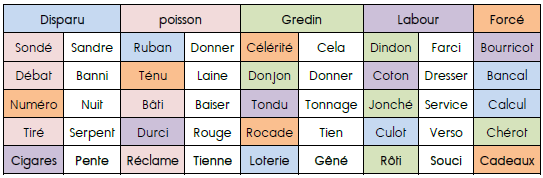 Disparu poisson Gredin Labour Forcé
Sondé Sandre Ruban Donner Célérité Cela Dindon Farci Bourricot
Débat Banni Ténu Laine Donjon Donner Coton Dresser Bancal
Numéro Nuit Bâti Baiser Tondu Tonnage Jonché Service Calcul
Tiré Serpent Durci Rouge Rocade Tien Culot Verso Chérot
Cigares Pente Réclame Tienne Loterie Gêné Rôti Souci Cadeaux